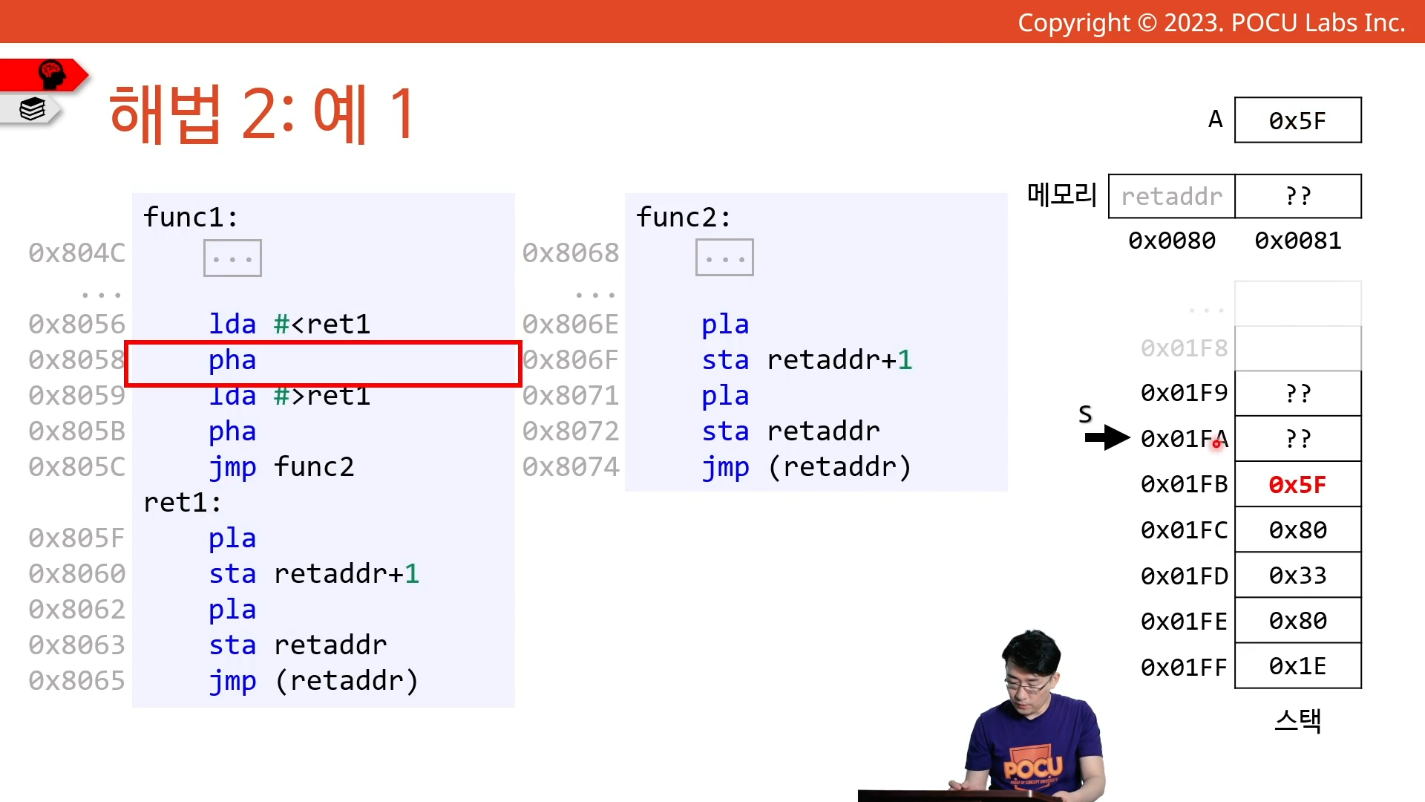 Copyright © 2023. POCU Labs Inc.
해법 2: 예 1
A 0x5F
메모리 retaddr ??
0x0080 0x0081
func1:
0x804C ...
...
0x8056 lda #<ret1
0x8058 pha
0x8059 lda #>ret1
0x805B pha
0x805C jmp func2
ret1:
0x805F pla
0x8060 sta retaddr+1
0x8062 pla
0x8063 sta retaddr
0x8065 jmp (retaddr)
func2:
0x8068 ...
...
0x806E pla
0x806F sta retaddr+1
0x8071 pla
0x8072 sta retaddr
0x8074 jmp (retaddr)
...
0x01F8
0x01F9 ??
S
0x01FA ??
0x01FB 0x5F
0x01FC 0x80
0x01FD 0x33
0x01FE 0x80
0x01FF 0x1E
스택
POCU